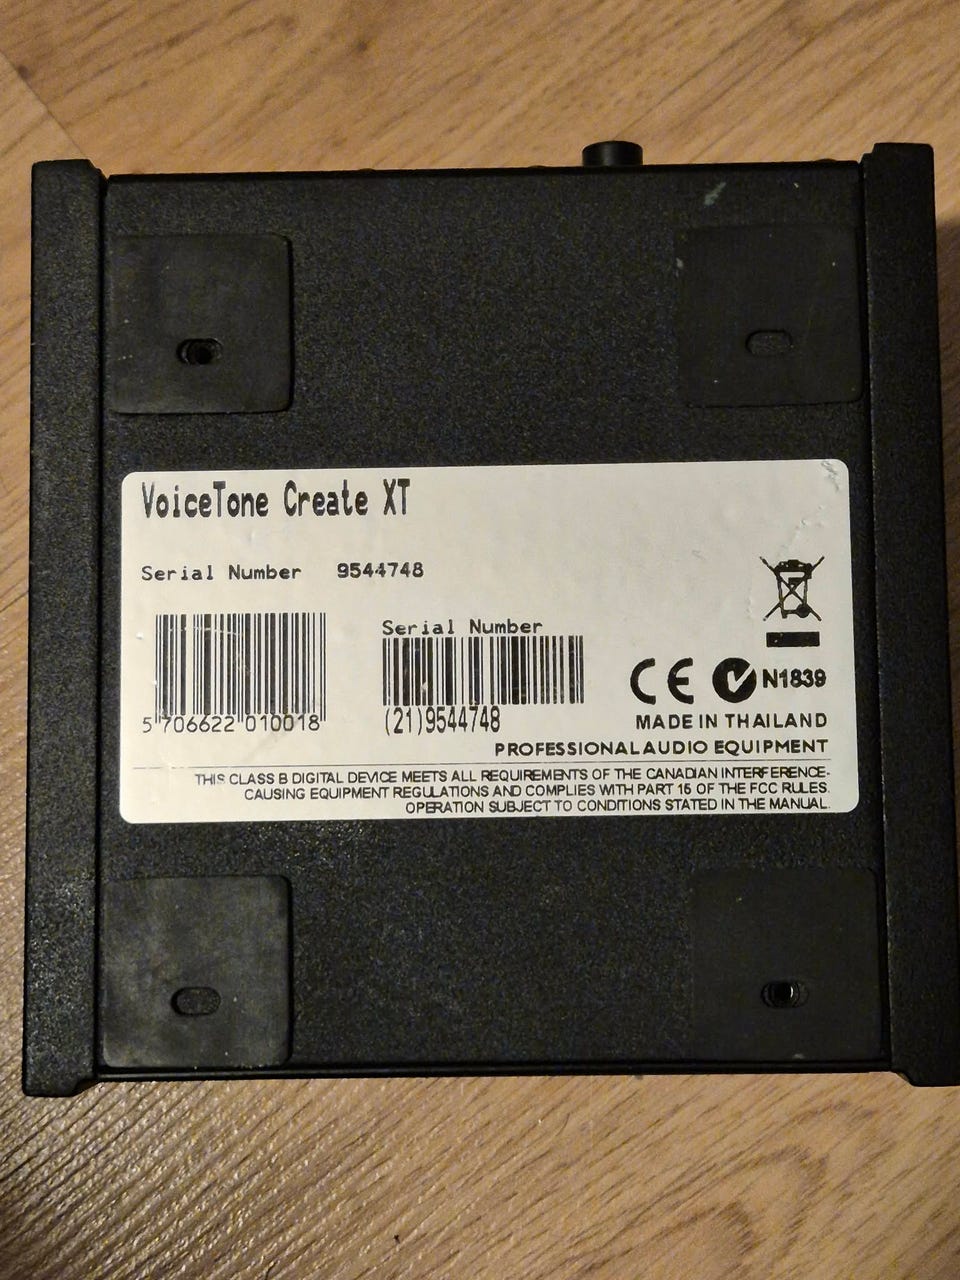 VoiceTone Create XT
Serial Number 9544748
Serial Number
5 706622 010018
(21)9544748
CE N1839
MADE IN THAILAND
PROFESSIONAL AUDIO EQUIPMENT
THIS CLASS B DIGITAL DEVICE MEETS ALL REQUIREMENTS OF THE CANADIAN INTERFERENCE-
CAUSING EQUIPMENT REGULATIONS AND COMPLIES WITH PART 15 OF THE FCC RULES.
OPERATION SUBJECT TO CONDITIONS STATED IN THE MANUAL.